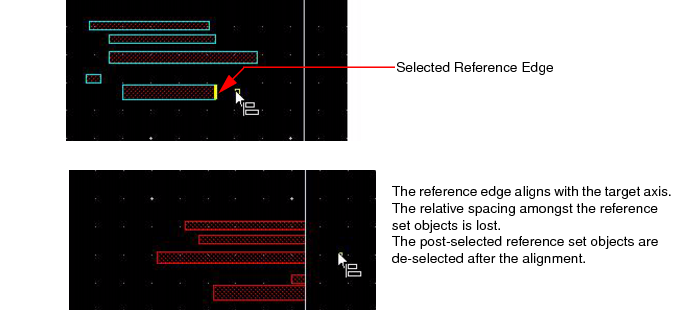 Selected Reference Edge
The reference edge aligns with the target axis.
The relative spacing amongst the reference
set objects is lost.
The post-selected reference set objects are
de-selected after the alignment.